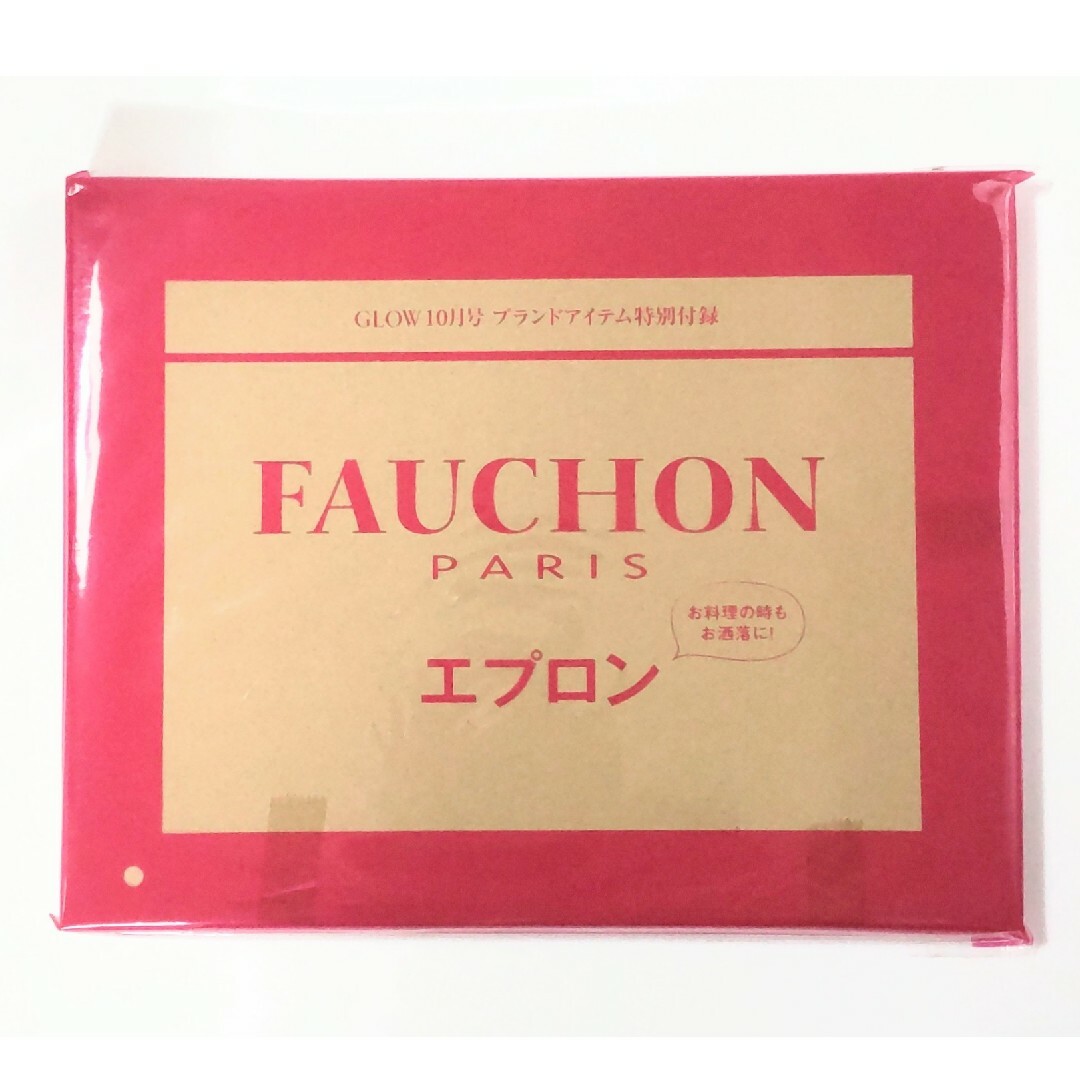 GLOW 10月号 ブランドアイテム特別付録
FAUCHON
PARIS
お料理の時も
お洒落に!
エプロン